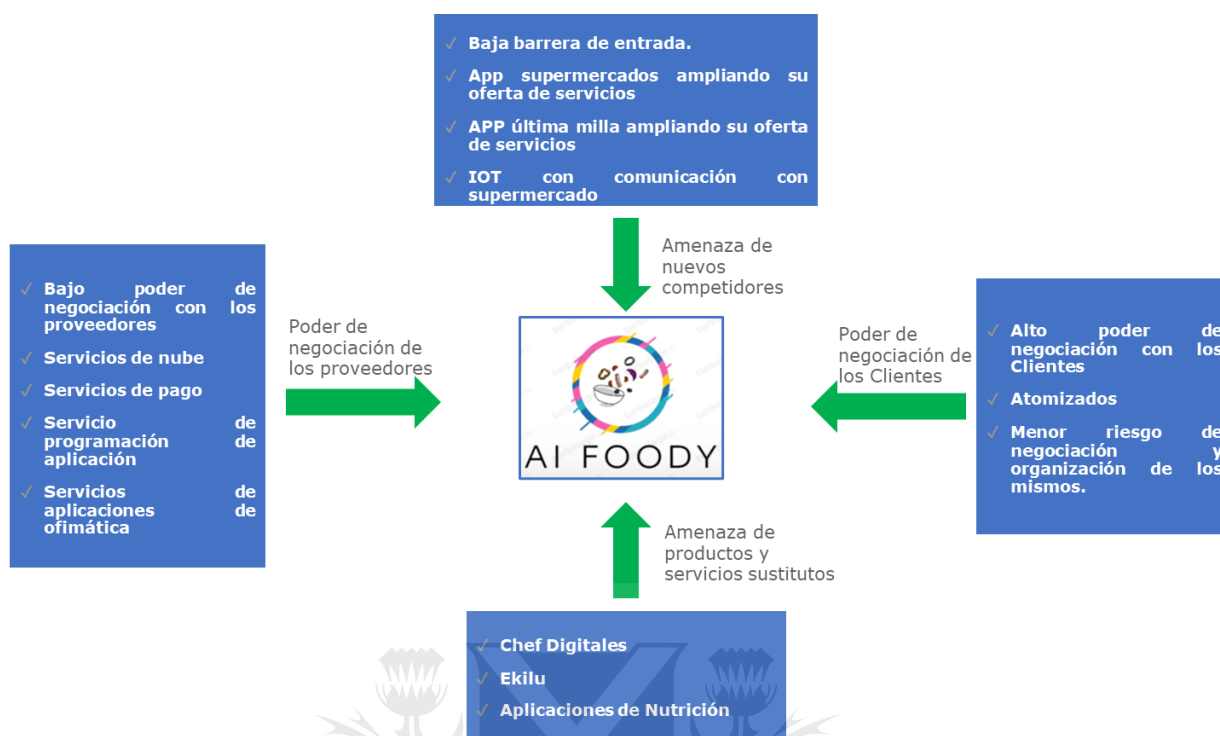 Baja barrera de entrada.
App supermercados ampliando su
oferta de servicios
APP última milla ampliando su oferta
de servicios
IOT con comunicación con
supermercado
Amenaza de
nuevos
competidores
Bajo poder de
negociación con los
proveedores
Servicios de nube
Servicios de pago
Servicio de
programación de
aplicación
Servicios de
aplicaciones de
ofimática
Poder de
negociación de
los proveedores
AI FOODY
Poder de
negociación de
los Clientes
Alto poder de
negociación con los
Clientes
Atomizados
Menor riesgo de
negociación y
organización de los
mismos.
Amenaza de
productos y
servicios sustitutos
Chef Digitales
Ekilu
Aplicaciones de Nutrición